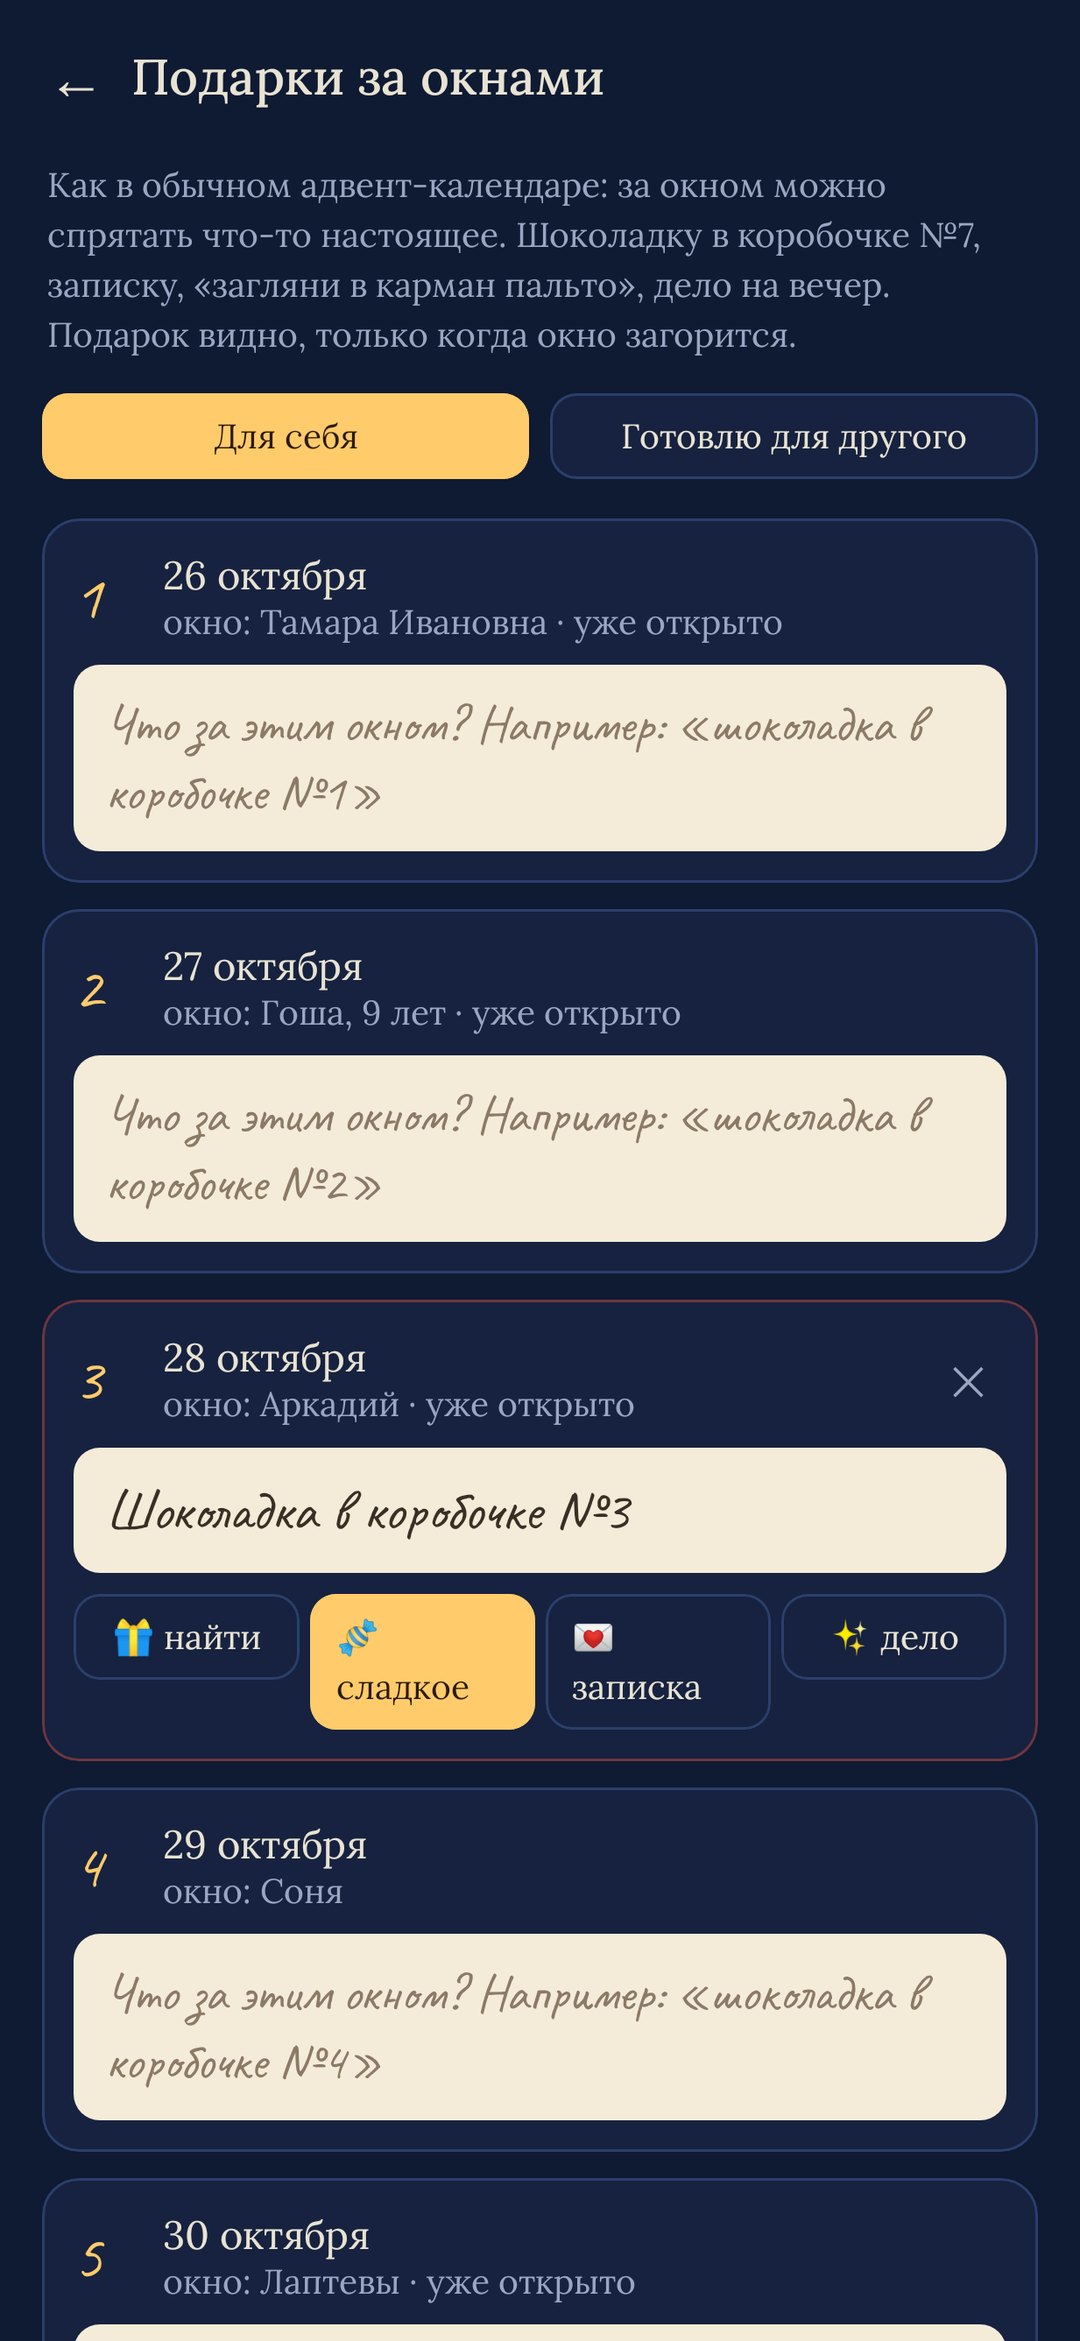 ← Подарки за окнами
Как в обычном адвент-календаре: за окном можно
спрятать что-то настоящее. Шоколадку в коробочке №7,
записку, «загляни в карман пальто», дело на вечер.
Подарок видно, только когда окно загорится.
Для себя
Готовлю для другого
1
26 октября
окно: Тамара Ивановна · уже открыто
Что за этим окном? Например: «шоколадка в
коробочке №1»
2
27 октября
окно: Гоша, 9 лет · уже открыто
Что за этим окном? Например: «шоколадка в
коробочке №2»
3
28 октября
окно: Аркадий · уже открыто
Шоколадка в коробочке №3
🎁 найти
🍬
сладкое
💌
записка
✨ дело
4
29 октября
окно: Соня
Что за этим окном? Например: «шоколадка в
коробочке №4»
5
30 октября
окно: Лаптевы · уже открыто